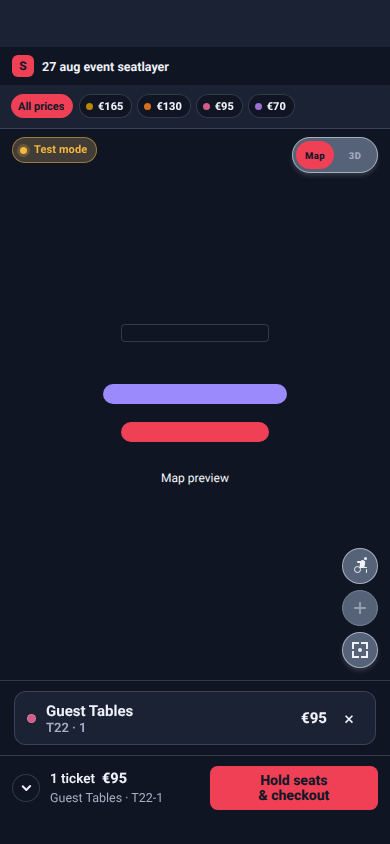 S
27 aug event seatlayer
All prices
€165
€130
€95
€70
Test mode
Map
3D
Map preview
Guest Tables
T22 · 1
€95
×
1 ticket €95
Guest Tables · T22-1
Hold seats
& checkout